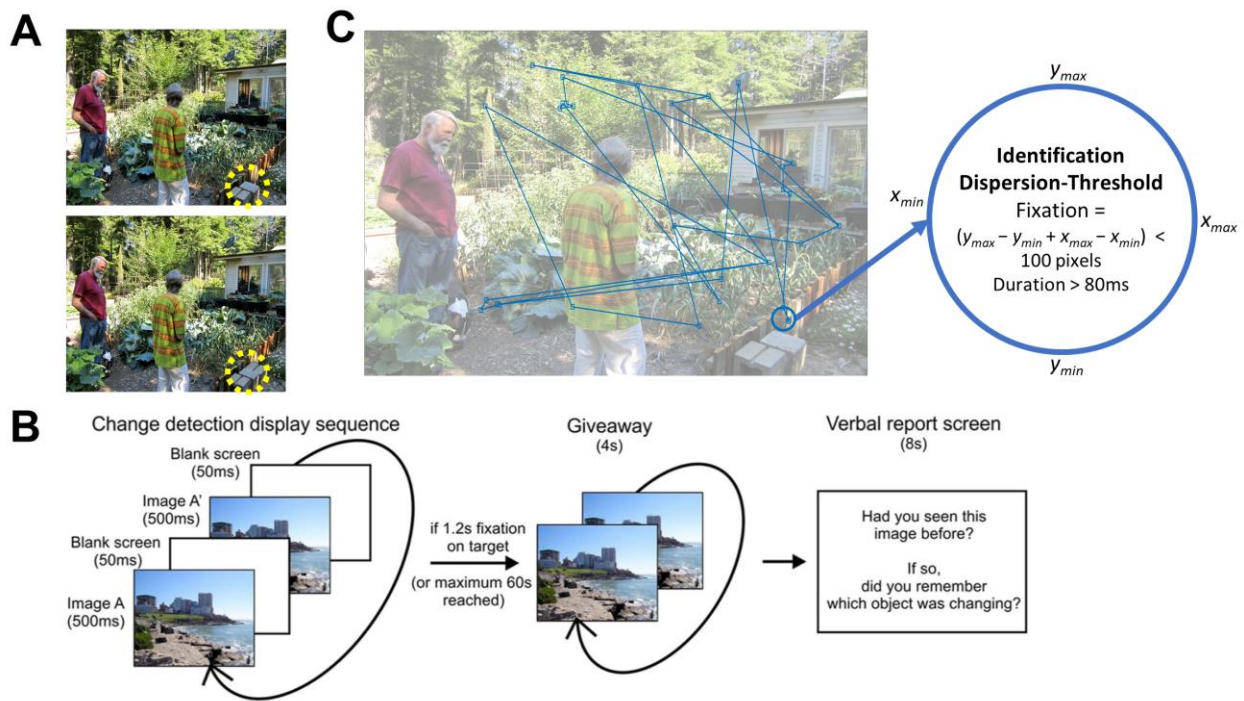 A
C
y_max
Identification
Dispersion-Threshold
x_min
Fixation =
x_max
(y_max – y_min + x_max – x_min) <
100 pixels
Duration > 80ms
y_min
B
Change detection display sequence
Blank screen
(50ms)
Image A'
(500ms)
Blank screen
(50ms)
Image A
(500ms)
if 1.2s fixation
on target
(or maximum 60s
reached)
Giveaway
(4s)
Verbal report screen
(8s)
Had you seen this
image before?
If so,
did you remember
which object was changing?